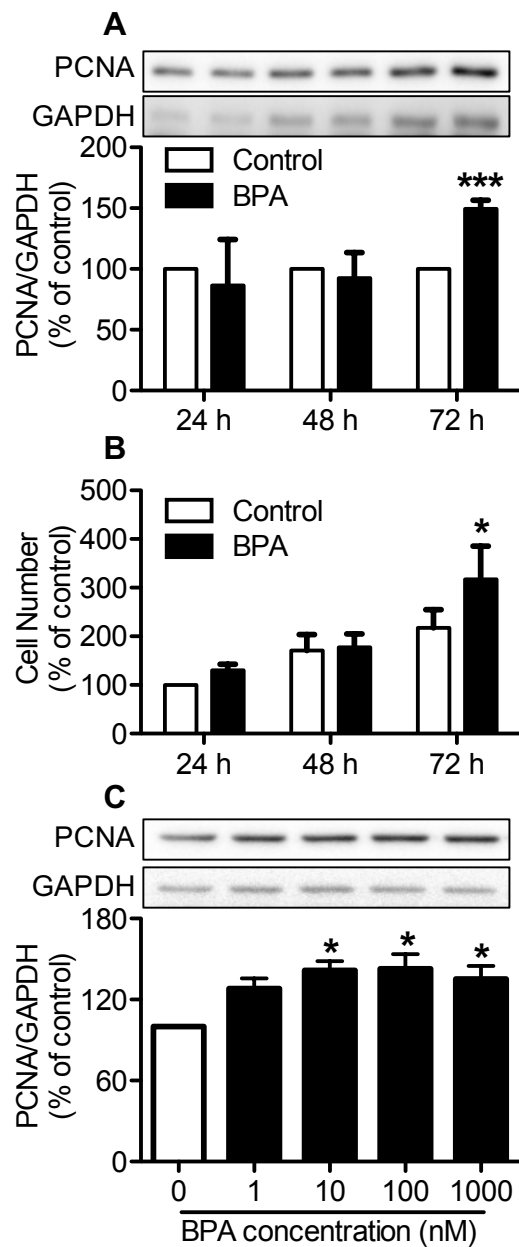 A
PCNA
GAPDH
PCNA/GAPDH
(% of control)
200
150
100
50
0
Control
BPA
***
24 h 48 h 72 h
B
Cell Number
(% of control)
500
400
300
200
100
0
Control
BPA
*
24 h 48 h 72 h
C
PCNA
GAPDH
PCNA/GAPDH
(% of control)
180
120
60
0
* * *
0 1 10 100 1000
BPA concentration (nM)